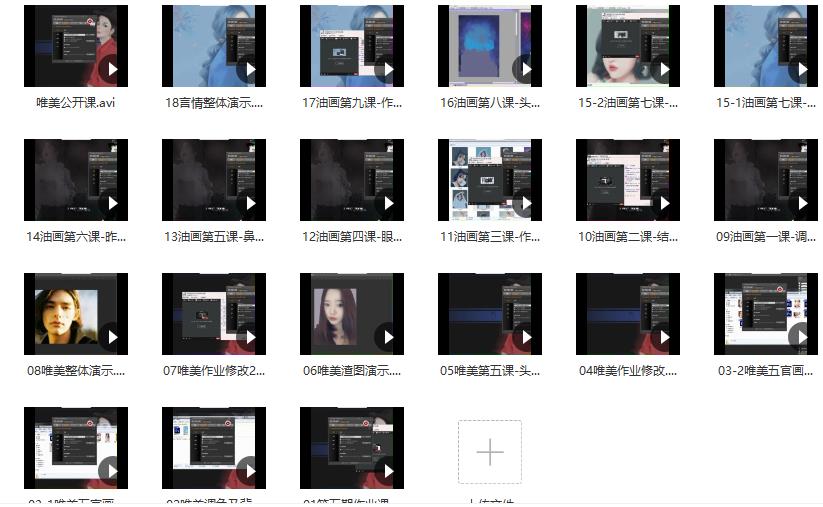 唯美公开课.avi
18言情整体演示....
17油画第九课-作...
16油画第八课-头...
15-2油画第七课-...
15-1油画第七课-...
14油画第六课-昨...
13油画第五课-鼻...
12油画第四课-眼...
11油画第三课-作...
10油画第二课-结...
09油画第一课-调...
08唯美整体演示....
07唯美作业修改2...
06唯美渣图演示....
05唯美第五课-头...
04唯美作业修改....
03-2唯美五官画...